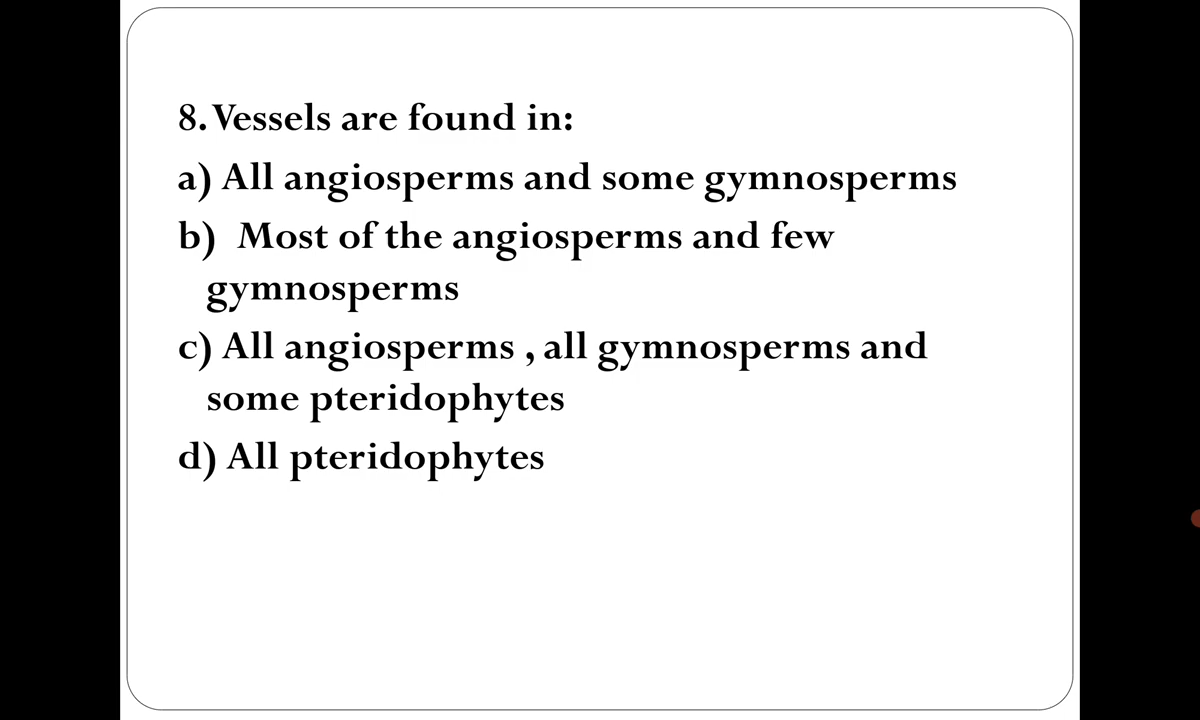 8. Vessels are found in:
a) All angiosperms and some gymnosperms
b) Most of the angiosperms and few
gymnosperms
c) All angiosperms , all gymnosperms and
some pteridophytes
d) All pteridophytes